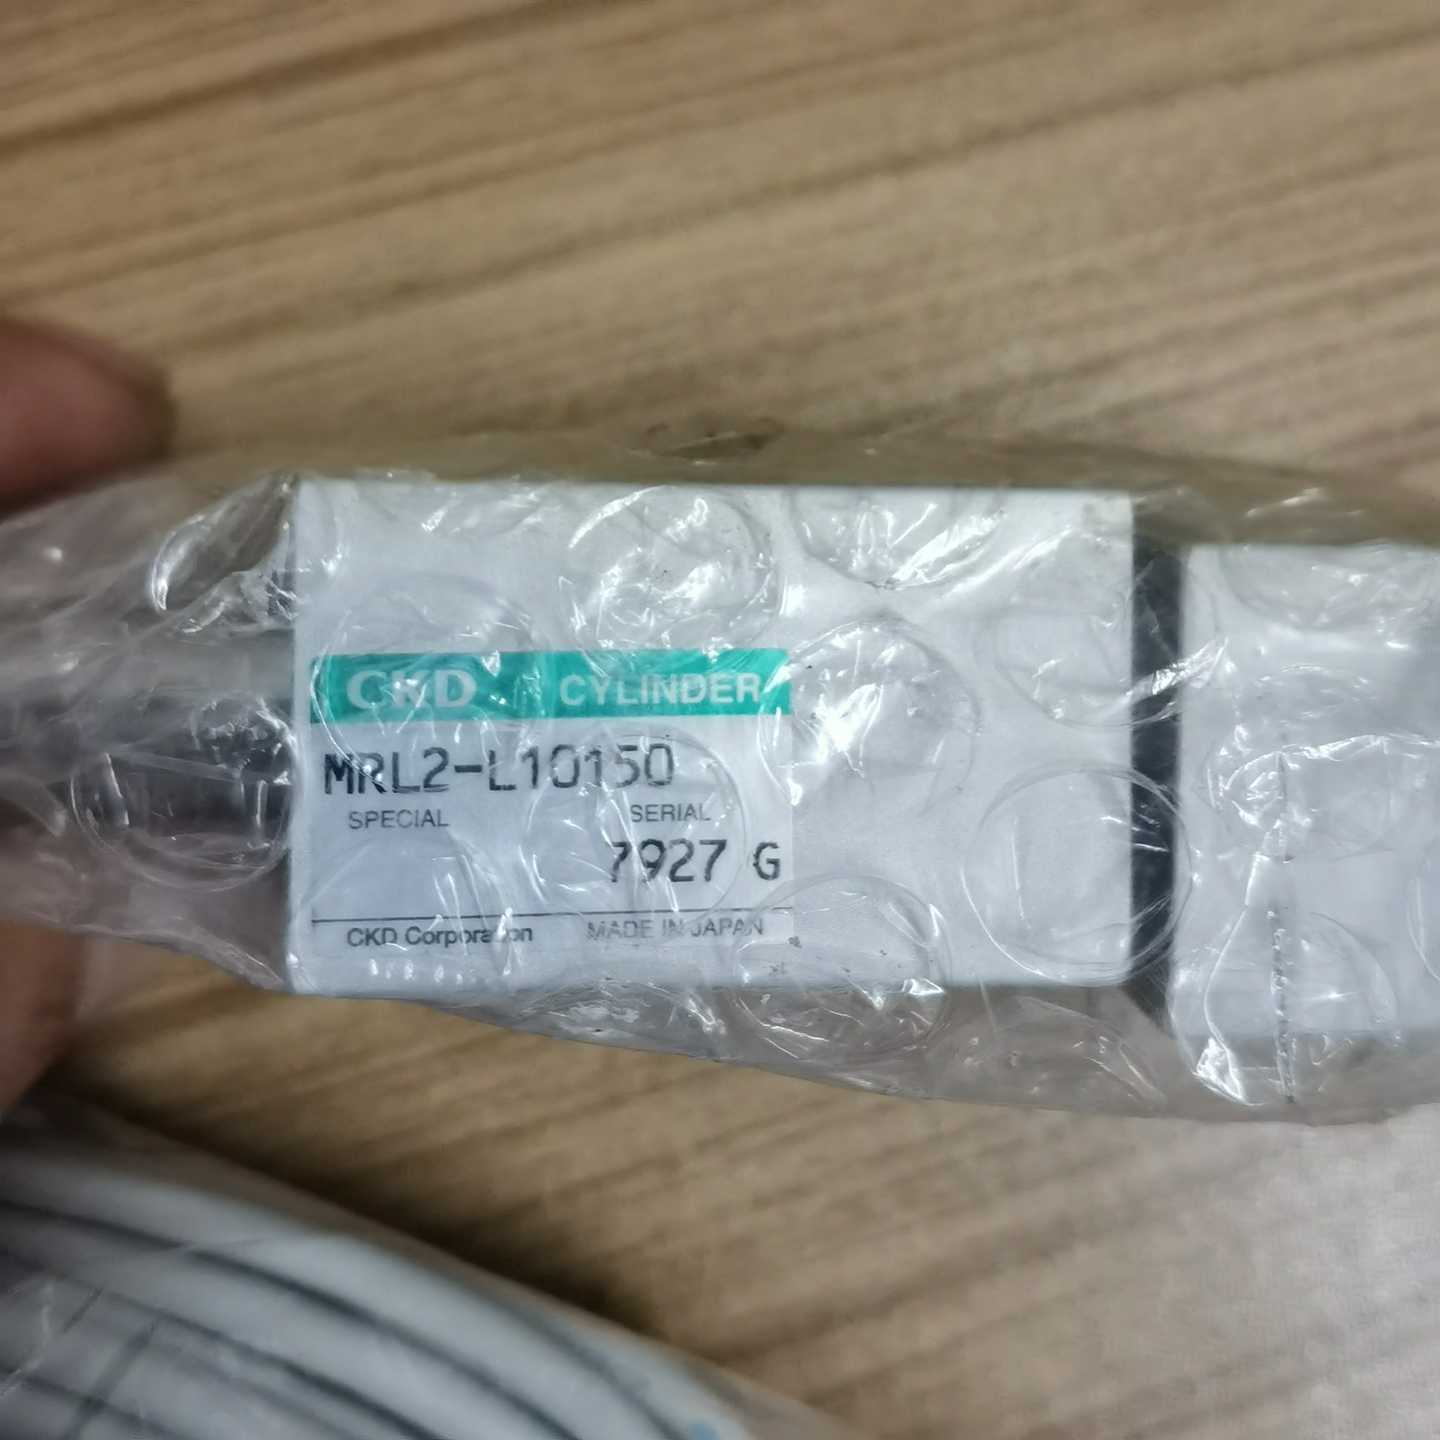 CKD CYLINDER
MRL2-L10150
SPECIAL SERIAL
7927 G
CKD Corporation MADE IN JAPAN